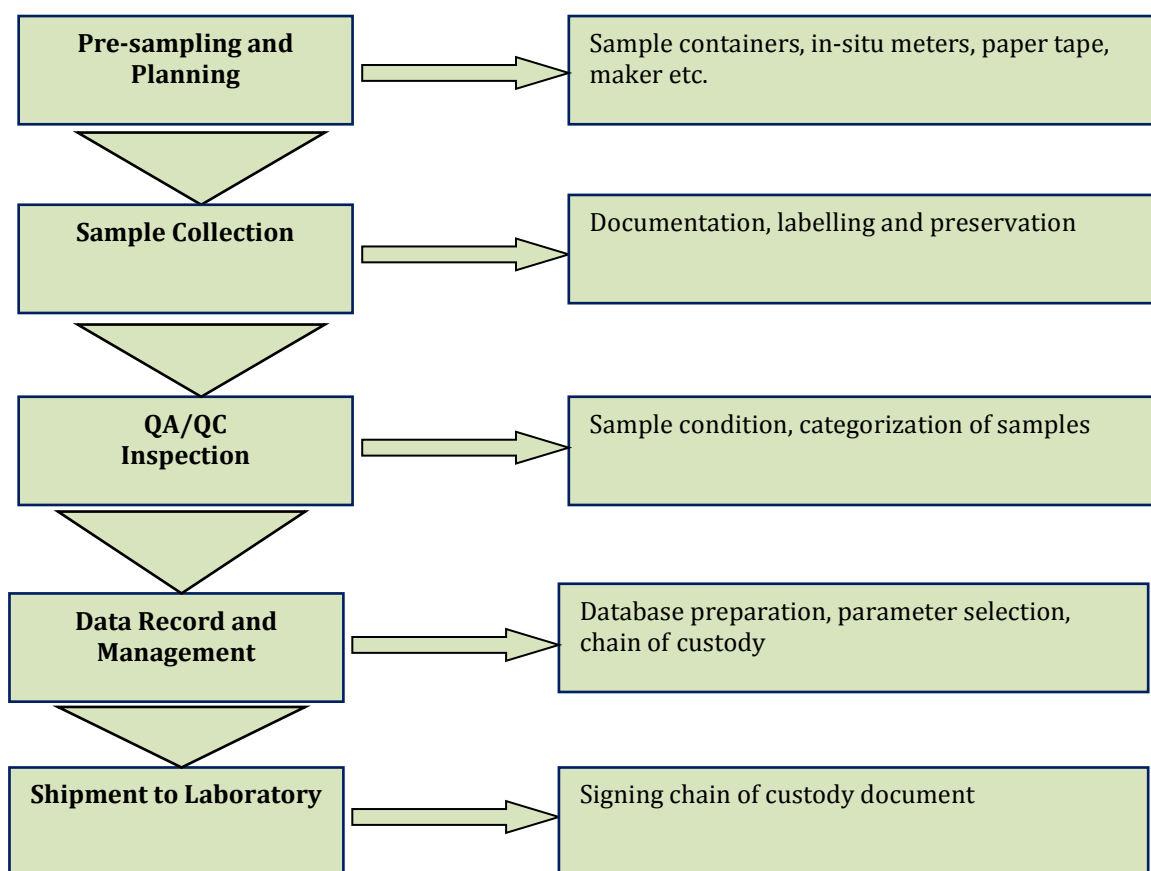 Pre-sampling and
Planning
Sample containers, in-situ meters, paper tape,
maker etc.
Sample Collection
Documentation, labelling and preservation
QA/QC
Inspection
Sample condition, categorization of samples
Data Record and
Management
Database preparation, parameter selection,
chain of custody
Shipment to Laboratory
Signing chain of custody document